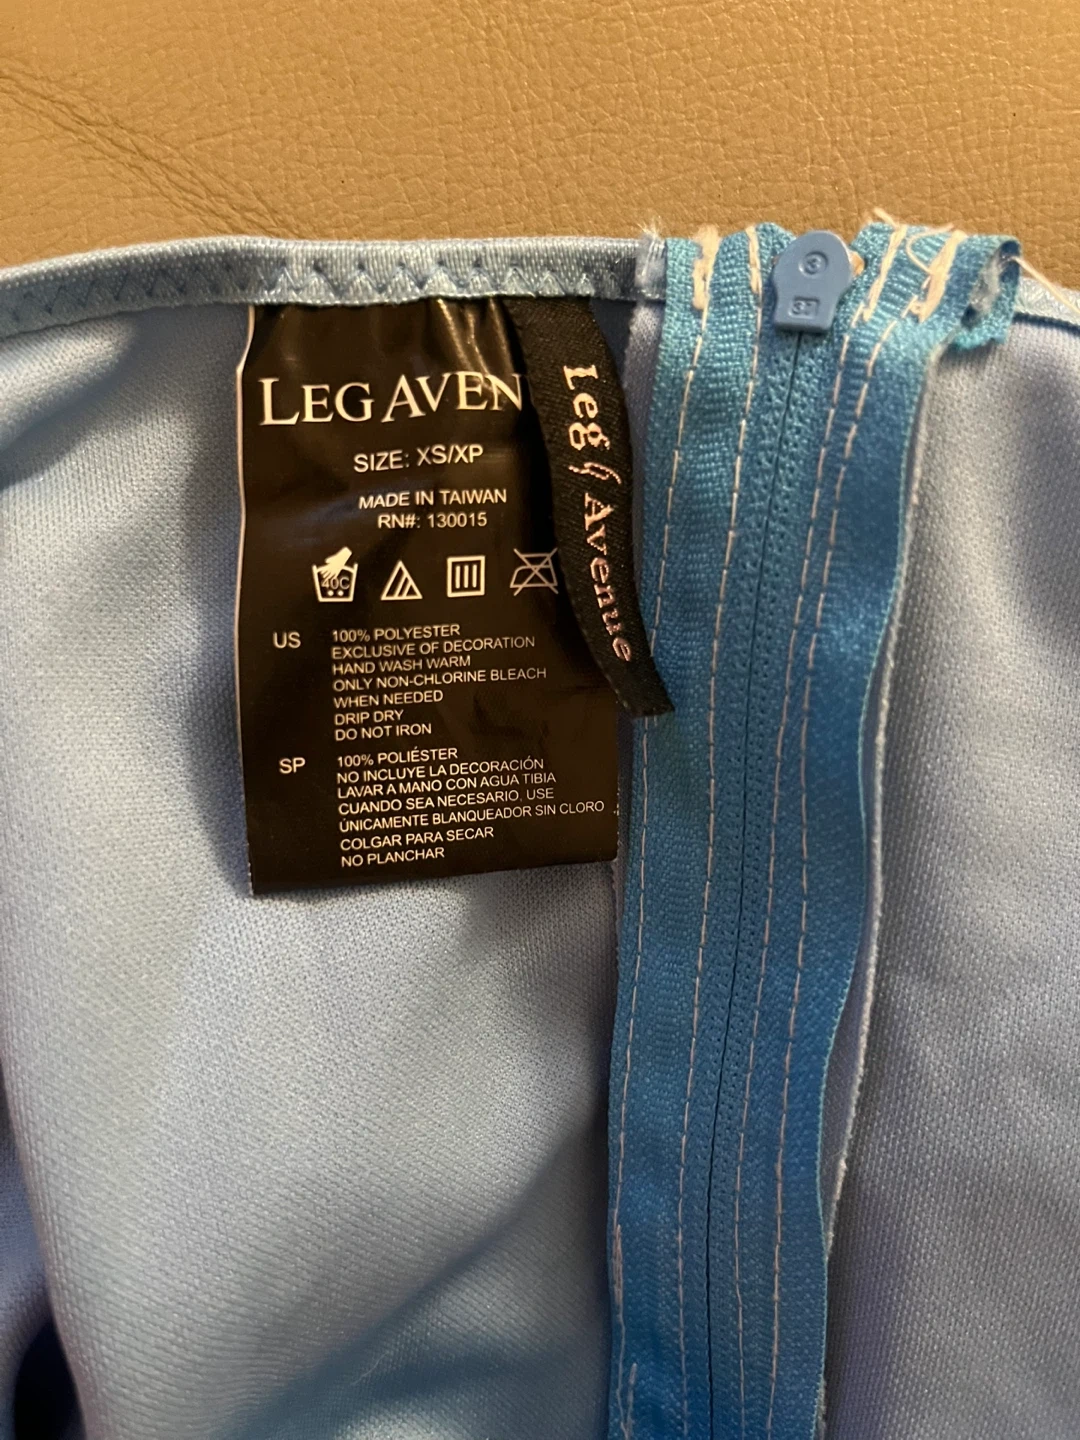 LEG AVEN
SIZE: XS/XP
MADE IN TAIWAN
RN#: 130015
40C
US
100% POLYESTER
EXCLUSIVE OF DECORATION
HAND WASH WARM
ONLY NON-CHLORINE BLEACH
WHEN NEEDED
DRIP DRY
DO NOT IRON
SP
100% POLIÉSTER
NO INCLUYE LA DECORACIÓN
LAVAR A MANO CON AGUA TIBIA
CUANDO SEA NECESARIO, USE
ÚNICAMENTE BLANQUEADOR SIN CLORO
COLGAR PARA SECAR
NO PLANCHAR
Leg Avenue